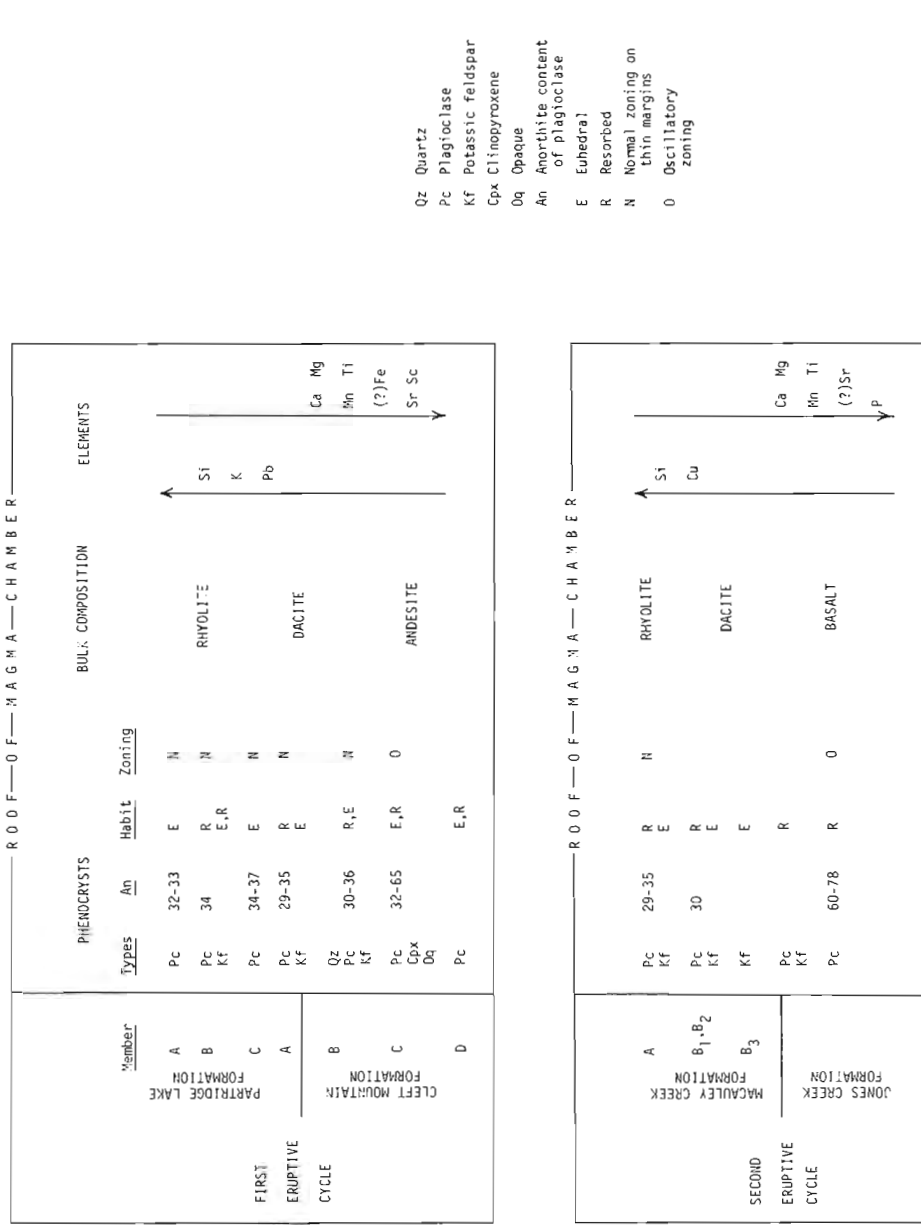 ROOF—OF—MAGMA—CHAMBER
PHENOCRYSTS BULK COMPOSITION ELEMENTS
Member Types An Habit Zoning
FIRST
ERUPTIVE
CYCLE
PARTRIDGE LAKE
FORMATION
A Pc 32-33 E N
B Pc 34 R N
Kf E,R
C Pc 34-37 E N
CLEFT MOUNTAIN
FORMATION
A Pc 29-35 R N
Kf E
B Qz
Pc 30-36 R,E N
Kf
C Pc 32-65 E,R O
Cpx
Oq
D Pc E,R
RHYOLITE
DACITE
ANDESITE
Si
K
Pb
Ca Mg
Mn Ti
(?)Fe
Sr Sc
ROOF—OF—MAGMA—CHAMBER
SECOND
ERUPTIVE
CYCLE
MACAULEY CREEK
FORMATION
A Pc 29-35 R N
Kf E
B1,B2 Pc 30 R
Kf E
B3 Kf E
JONES CREEK
FORMATION
Pc R
Kf
Pc 60-78 R O
RHYOLITE
DACITE
BASALT
Si
Cu
Ca Mg
Mn Ti
(?)Sr
P
Qz Quartz
Pc Plagioclase
Kf Potassic feldspar
Cpx Clinopyroxene
Oq Opaque
An Anorthite content
of plagioclase
E Euhedral
R Resorbed
N Normal zoning on
thin margins
O Oscillatory
zoning